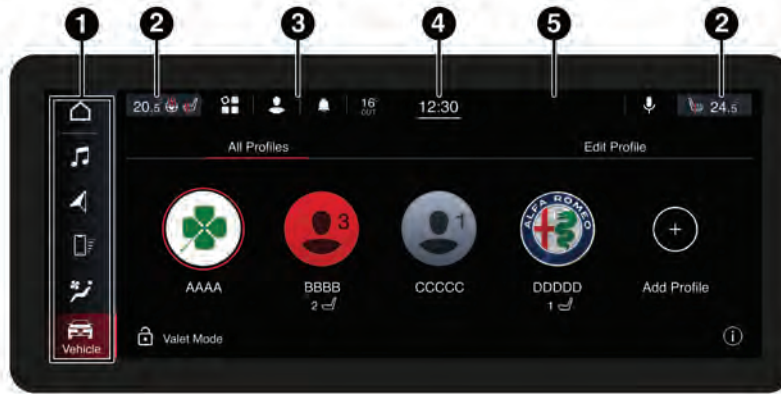 1 2 3 4 5 2
20.5 16° OUT 12:30 24.5
All Profiles Edit Profile
3 1 ALFA ROMEO
AAAA BBBB CCCCC DDDDD Add Profile
2 1
Vehicle Valet Mode